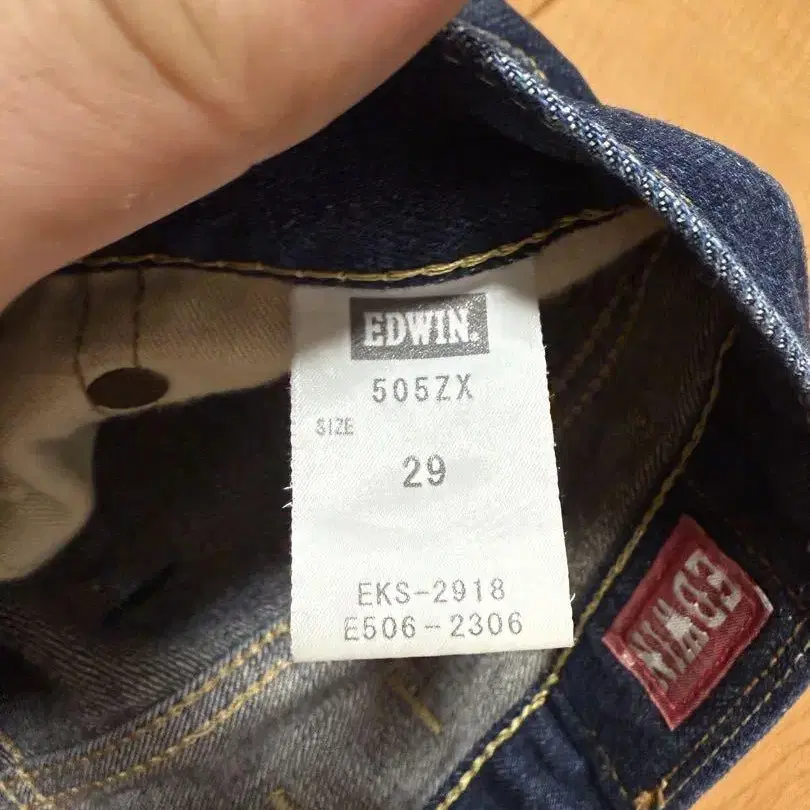 EDWIN.
505ZX
SIZE
29
EKS-2918
E506-2306
EDWIN